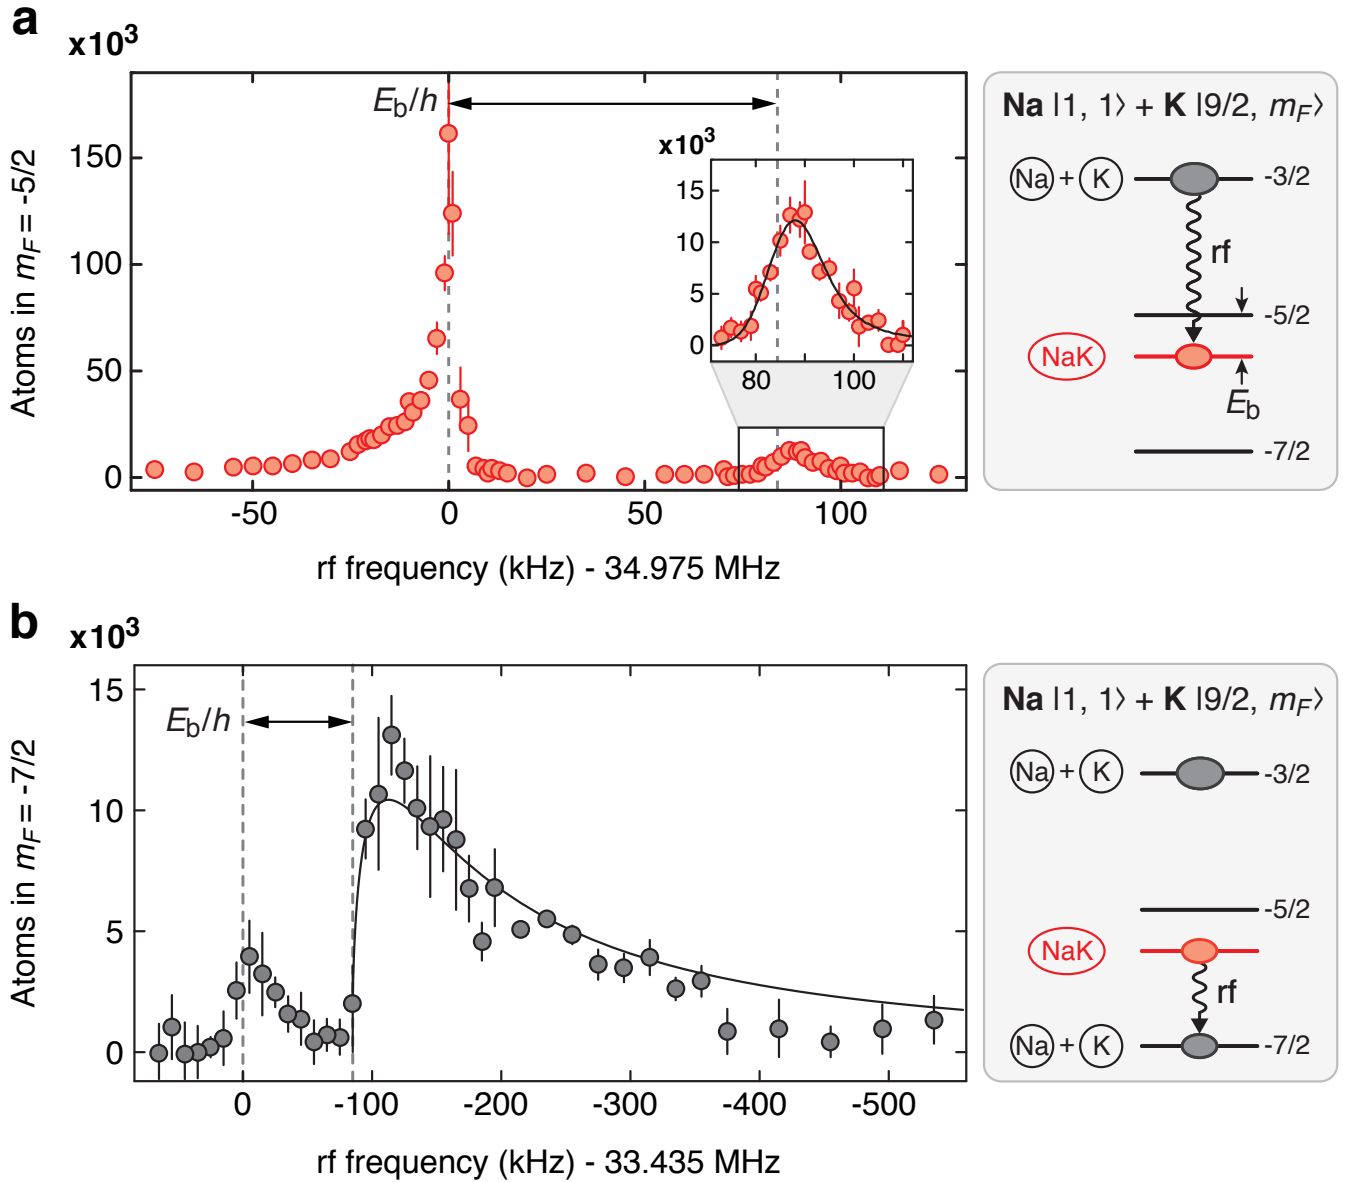 a
x10³
Atoms in m_F = -5/2
150
100
50
0
E_b/h
-50
0
50
100
rf frequency (kHz) - 34.975 MHz
x10³
15
10
5
0
80
100
Na |1, 1⟩ + K |9/2, m_F⟩
Na + K
-3/2
rf
-5/2
NaK
E_b
-7/2
b
x10³
Atoms in m_F = -7/2
15
10
5
0
E_b/h
0
-100
-200
-300
-400
-500
rf frequency (kHz) - 33.435 MHz
Na |1, 1⟩ + K |9/2, m_F⟩
Na + K
-3/2
-5/2
NaK
rf
Na + K
-7/2